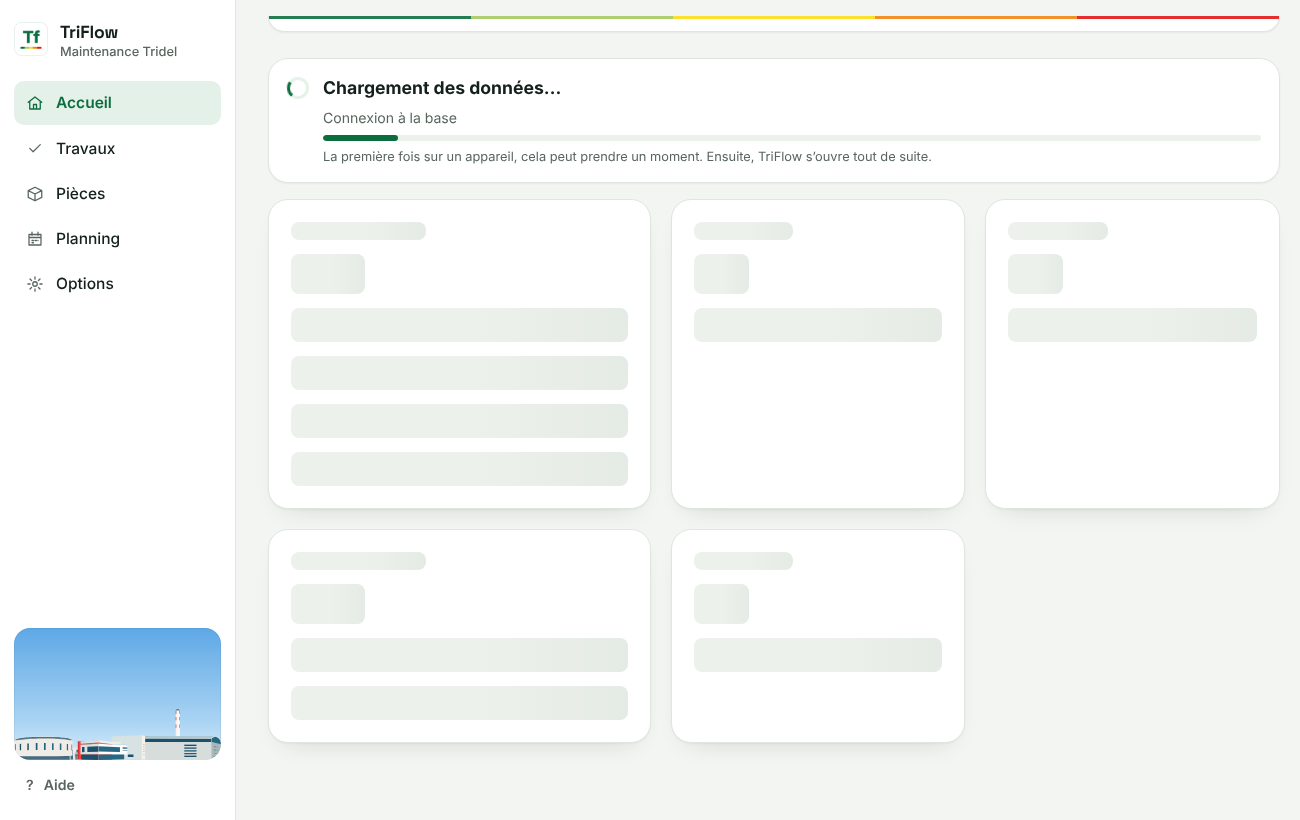 Tf
TriFlow
Maintenance Tridel
Accueil
Travaux
Pièces
Planning
Options
? Aide
Chargement des données…
Connexion à la base
La première fois sur un appareil, cela peut prendre un moment. Ensuite, TriFlow s’ouvre tout de suite.